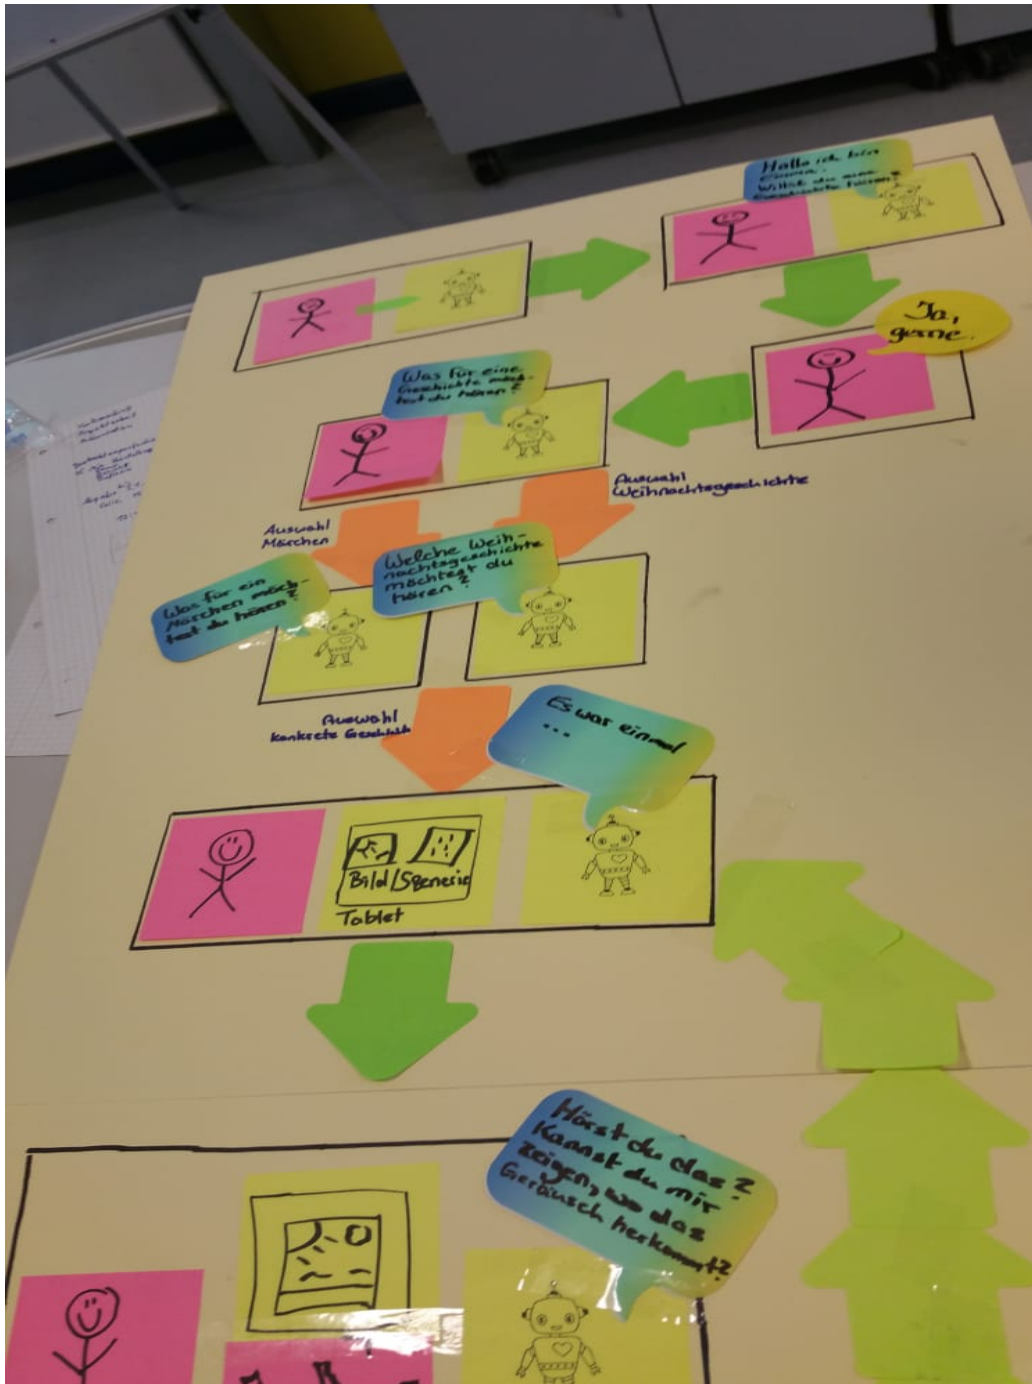 Hallo ich bin
Emma.
Willst du eine
Geschichte hören?
Ja,
gerne.
Was für eine
Geschichte möch-
test du hören?
Auswahl
Weihnachtsgeschichte
Auswahl
Märchen
Was für ein
Märchen möch-
test du hören?
Welche Weih-
nachtsgeschichte
möchtest du
hören?
Auswahl
konkrete Geschichte
Es war einmal
...
Bild/Szenerie
Tablet
Hörst du das?
Kannst du mir
zeigen, wo das
Geräusch herkommt?